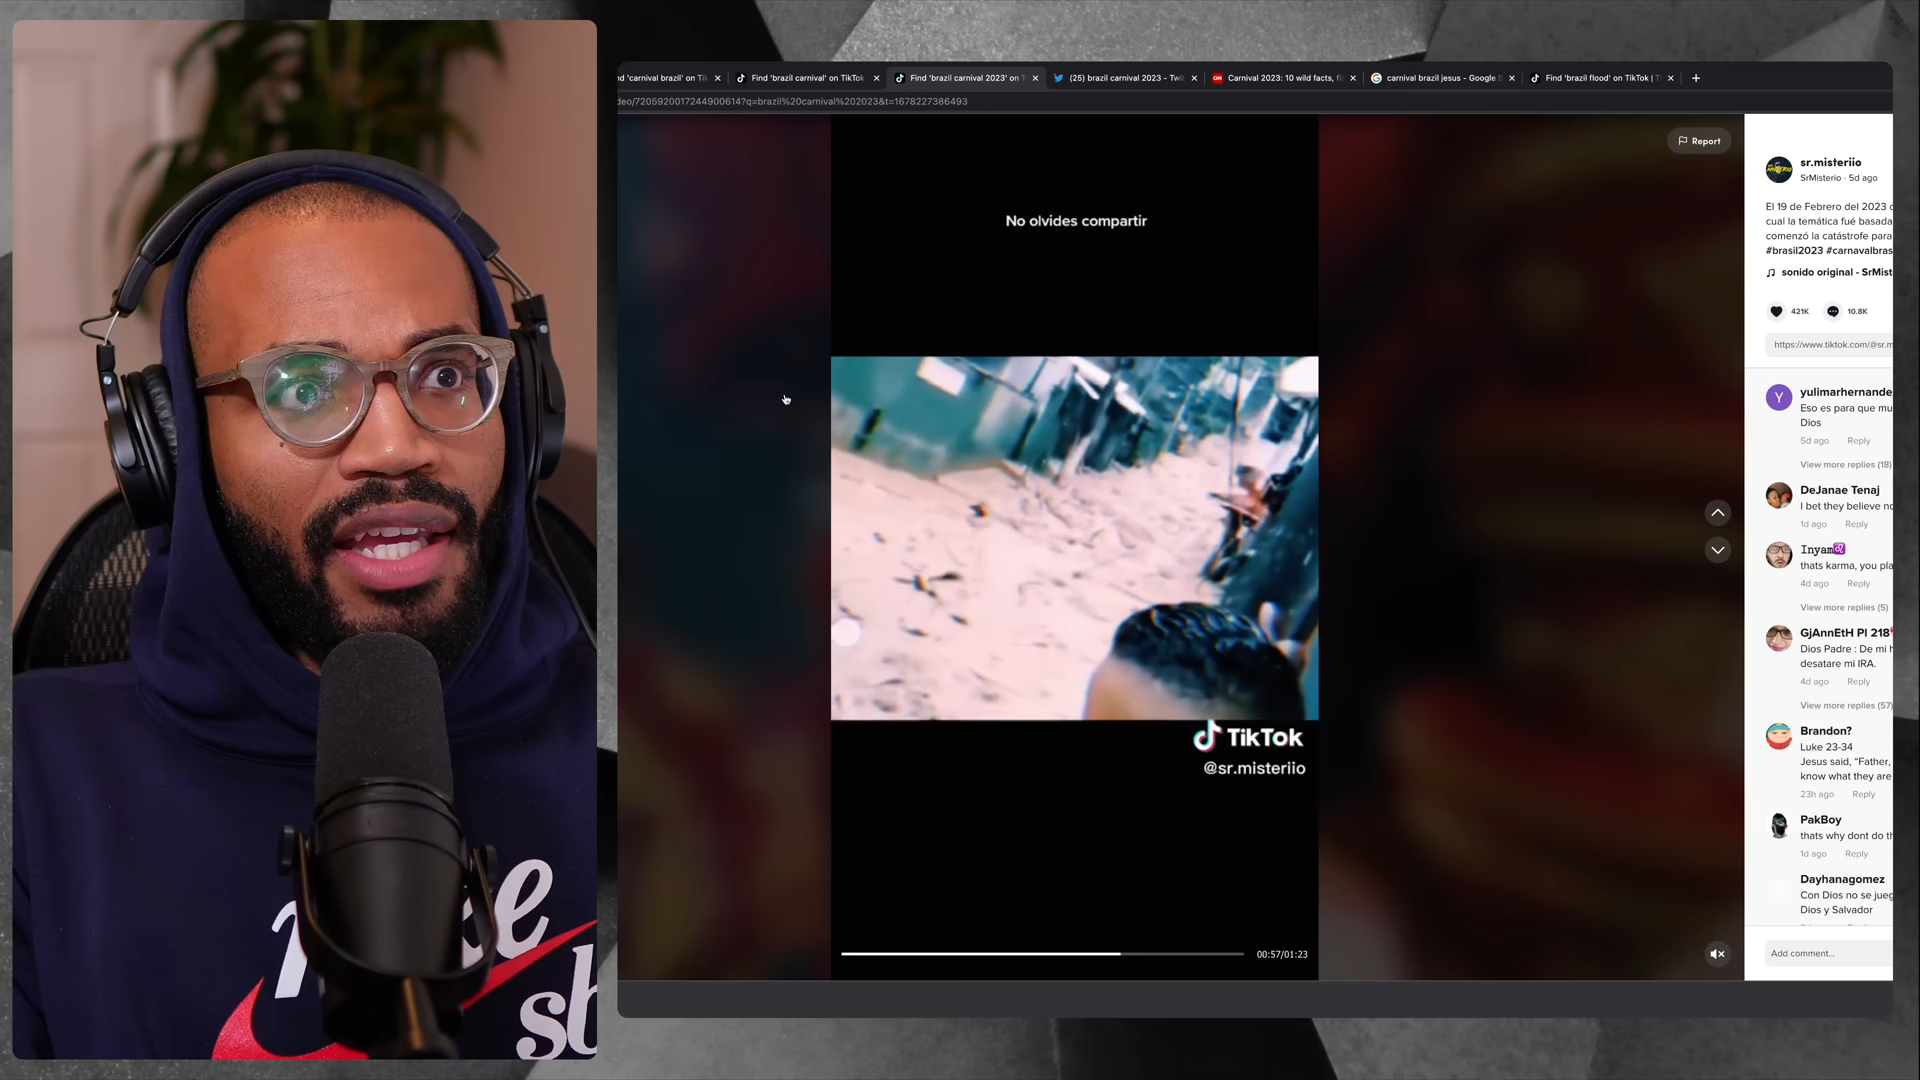 nd 'carnival brazil' on Tik
Find 'brazil carnival' on TikTok
Find 'brazil carnival 2023' on T
(25) brazil carnival 2023 - Twi
Carnival 2023: 10 wild facts, fi
carnival brazil jesus - Google S
Find 'brazil flood' on TikTok | T
deo/7205920017244900614?q=brazil%20carnival%202023&t=1678227386493
Report
No olvides compartir
TikTok
@sr.misteriio
00:57/01:23
sr.misteriio
SrMisterio · 5d ago
El 19 de Febrero del 2023
cual la temática fué basada
comenzó la catástrofe para
#brasil2023 #carnavalbras
sonido original - SrMist
421K
10.8K
https://www.tiktok.com/@sr.m
Y
yulimarhernande
Eso es para que mu
Dios
5d ago Reply
View more replies (18)
DeJanae Tenaj
I bet they believe no
1d ago Reply
Inyam
thats karma, you pla
4d ago Reply
View more replies (5)
GjAnnEtH Pl 218
Dios Padre : De mi h
desatare mi IRA.
4d ago Reply
View more replies (57)
Brandon?
Luke 23-34
Jesus said, “Father,
know what they are
23h ago Reply
PakBoy
thats why dont do th
1d ago Reply
Dayhanagomez
Con Dios no se jueg
Dios y Salvador
Add comment...